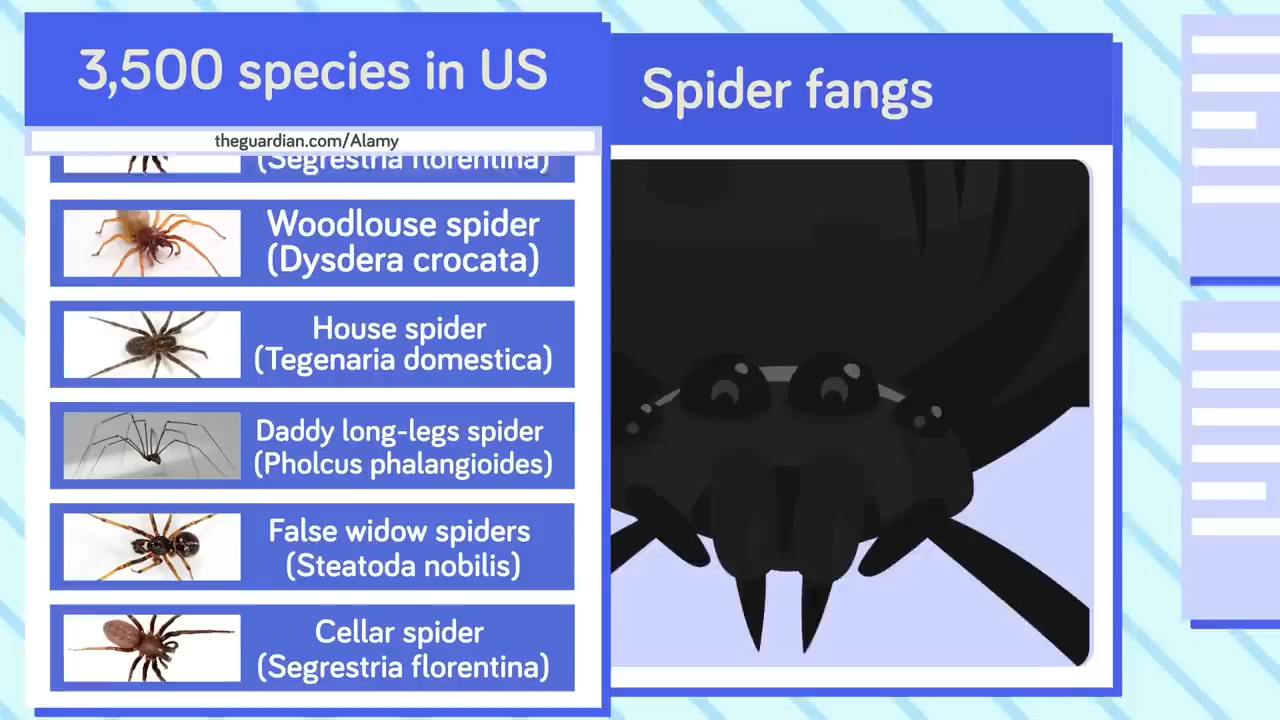 3,500 species in US
theguardian.com/Alamy
(Segrestria florentina)
Woodlouse spider
(Dysdera crocata)
House spider
(Tegenaria domestica)
Daddy long-legs spider
(Pholcus phalangioides)
False widow spiders
(Steatoda nobilis)
Cellar spider
(Segrestria florentina)
Spider fangs